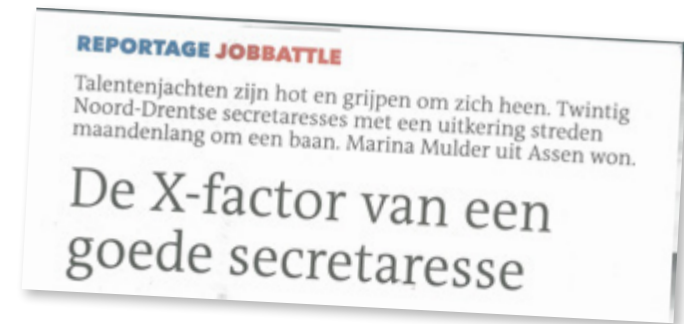 REPORTAGE JOBBATTLE
Talentenjachten zijn hot en grijpen om zich heen. Twintig
Noord-Drentse secretaresses met een uitkering streden
maandenlang om een baan. Marina Mulder uit Assen won.
De X-factor van een
goede secretaresse